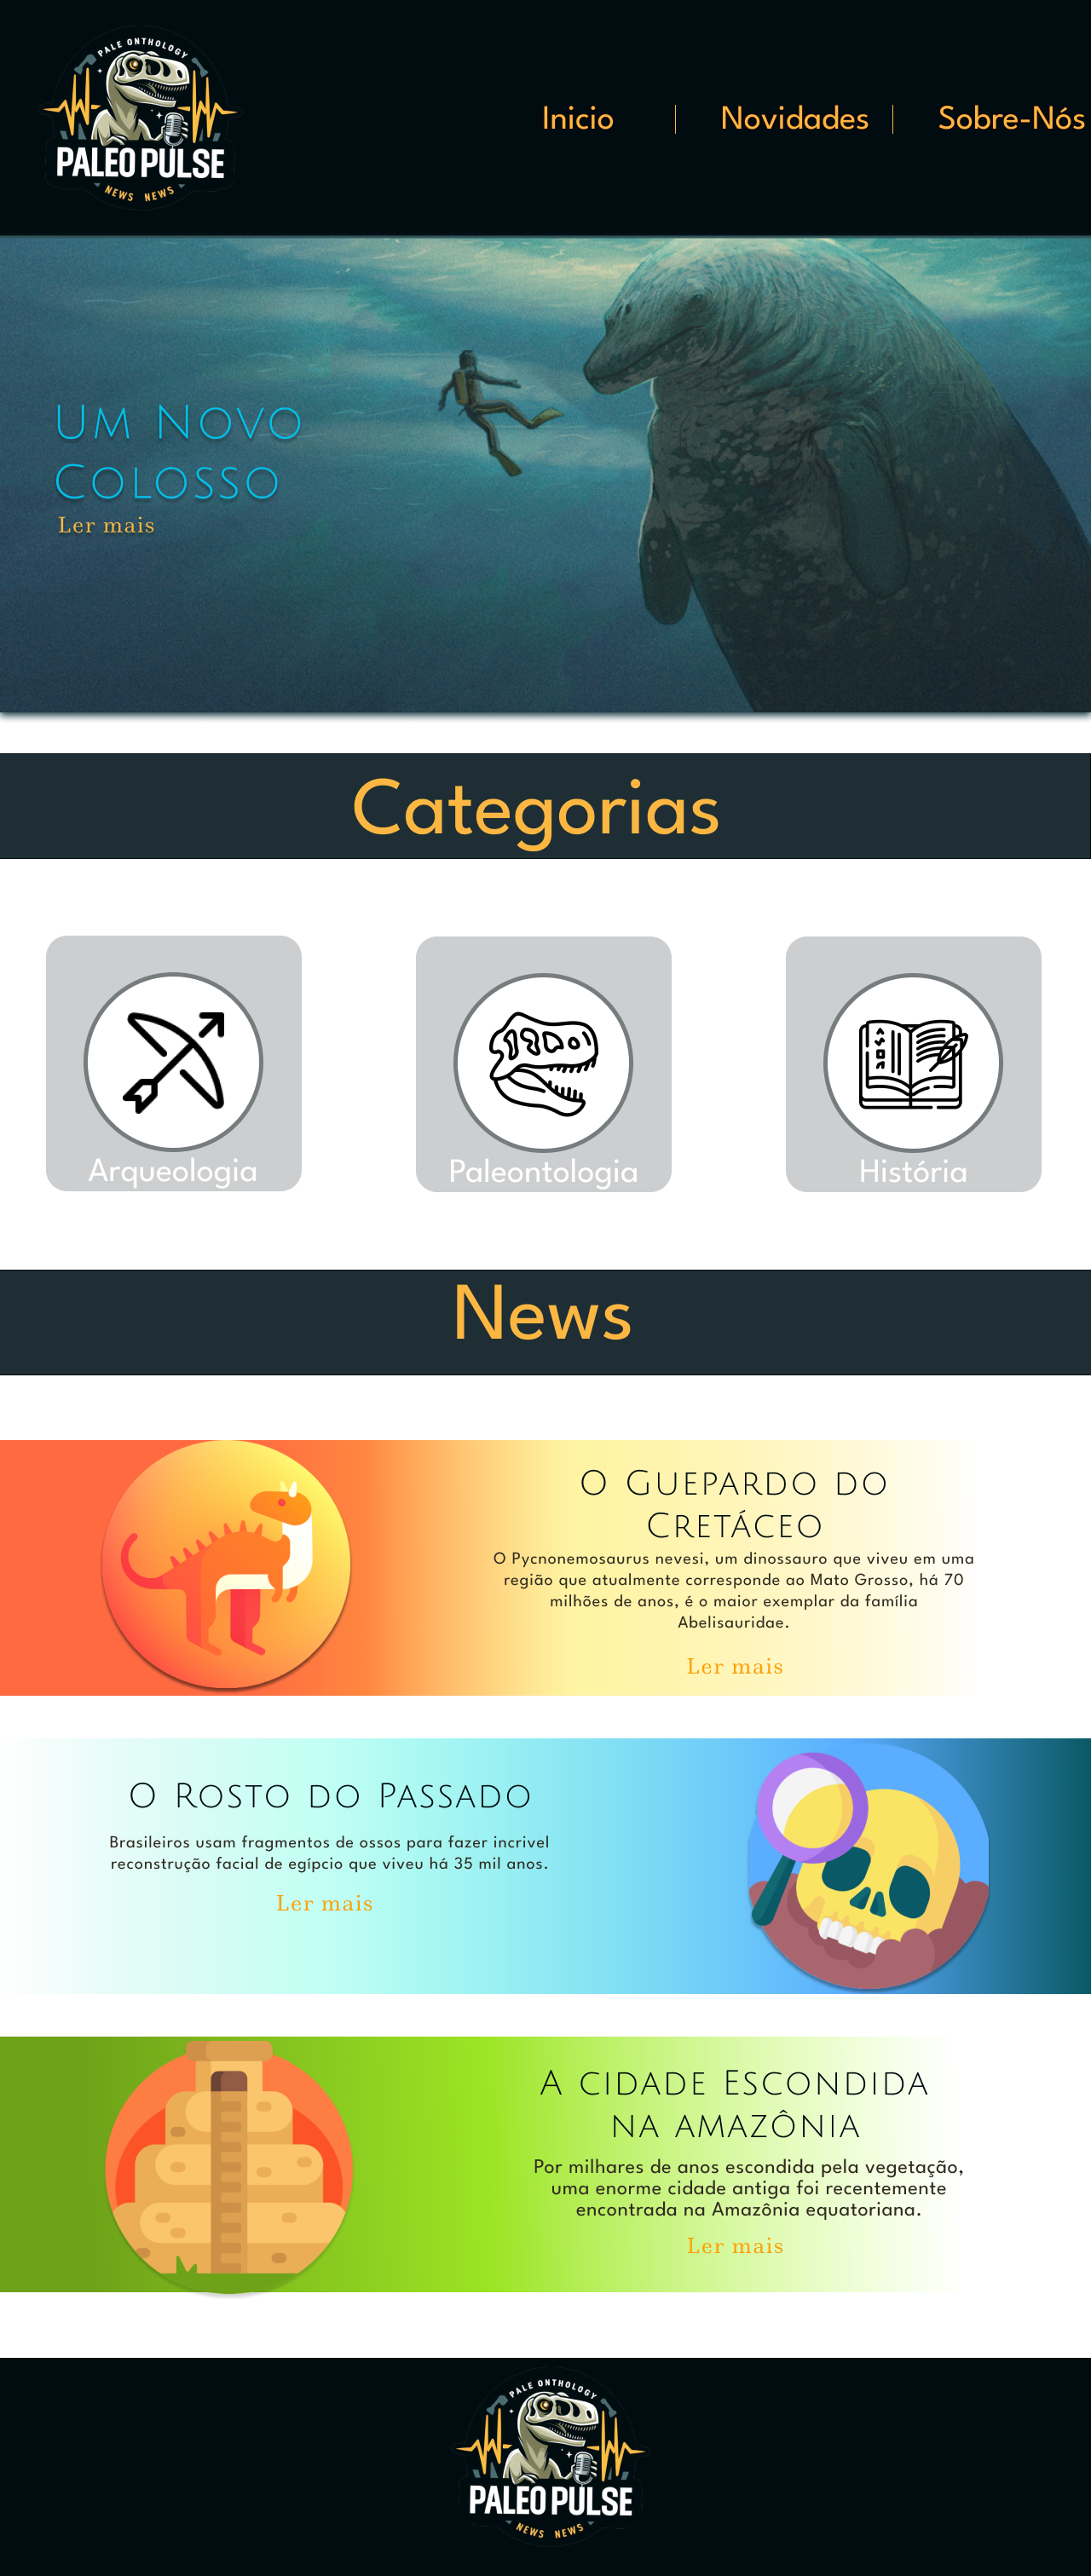 PALE ONTHOLOGY
PALEO PULSE
NEWS NEWS
Inicio
Novidades
Sobre-Nós
Um Novo
Colosso
Ler mais
Categorias
Arqueologia
Paleontologia
História
News
O Guepardo do
Cretáceo
O Pycnonemosaurus nevesi, um dinossauro que viveu em uma
região que atualmente corresponde ao Mato Grosso, há 70
milhões de anos, é o maior exemplar da família
Abelisauridae.
Ler mais
O Rosto do Passado
Brasileiros usam fragmentos de ossos para fazer incrivel
reconstrução facial de egípcio que viveu há 35 mil anos.
Ler mais
A cidade Escondida
na amazônia
Por milhares de anos escondida pela vegetação,
uma enorme cidade antiga foi recentemente
encontrada na Amazônia equatoriana.
Ler mais
PALE ONTHOLOGY
PALEO PULSE
NEWS NEWS